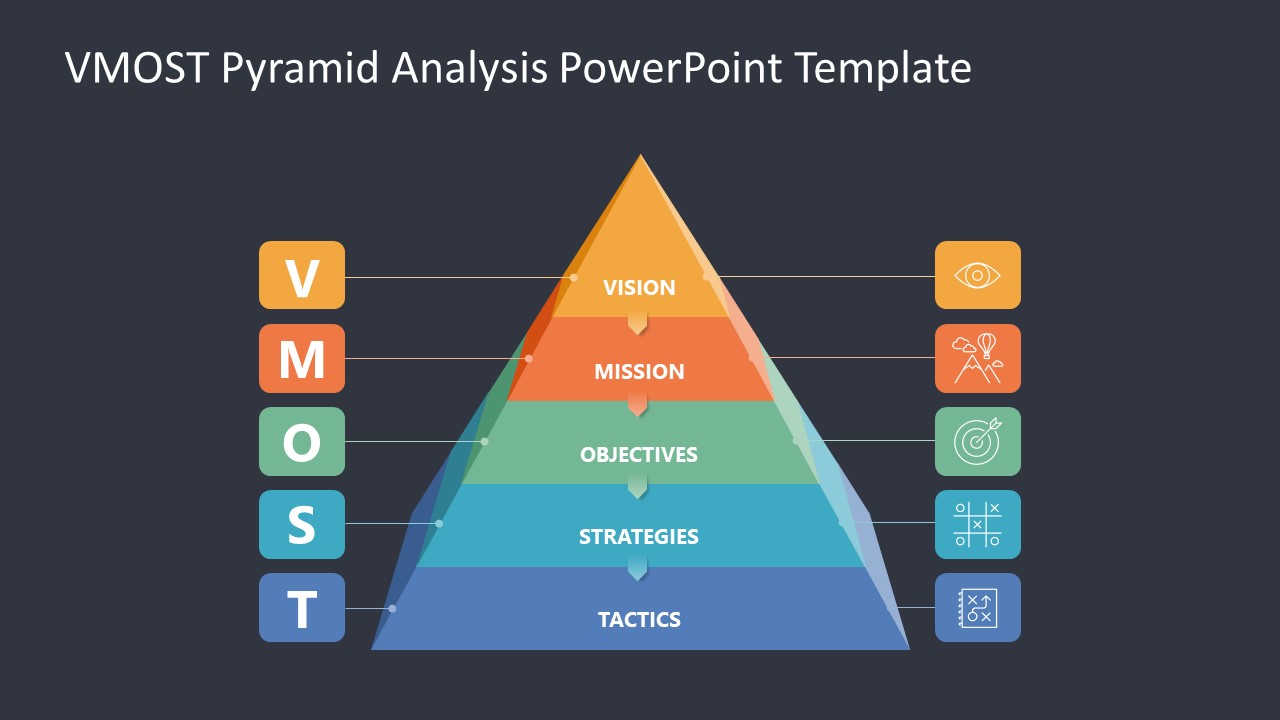 VMOST Pyramid Analysis PowerPoint Template
V
VISION
M
MISSION
O
OBJECTIVES
S
STRATEGIES
T
TACTICS